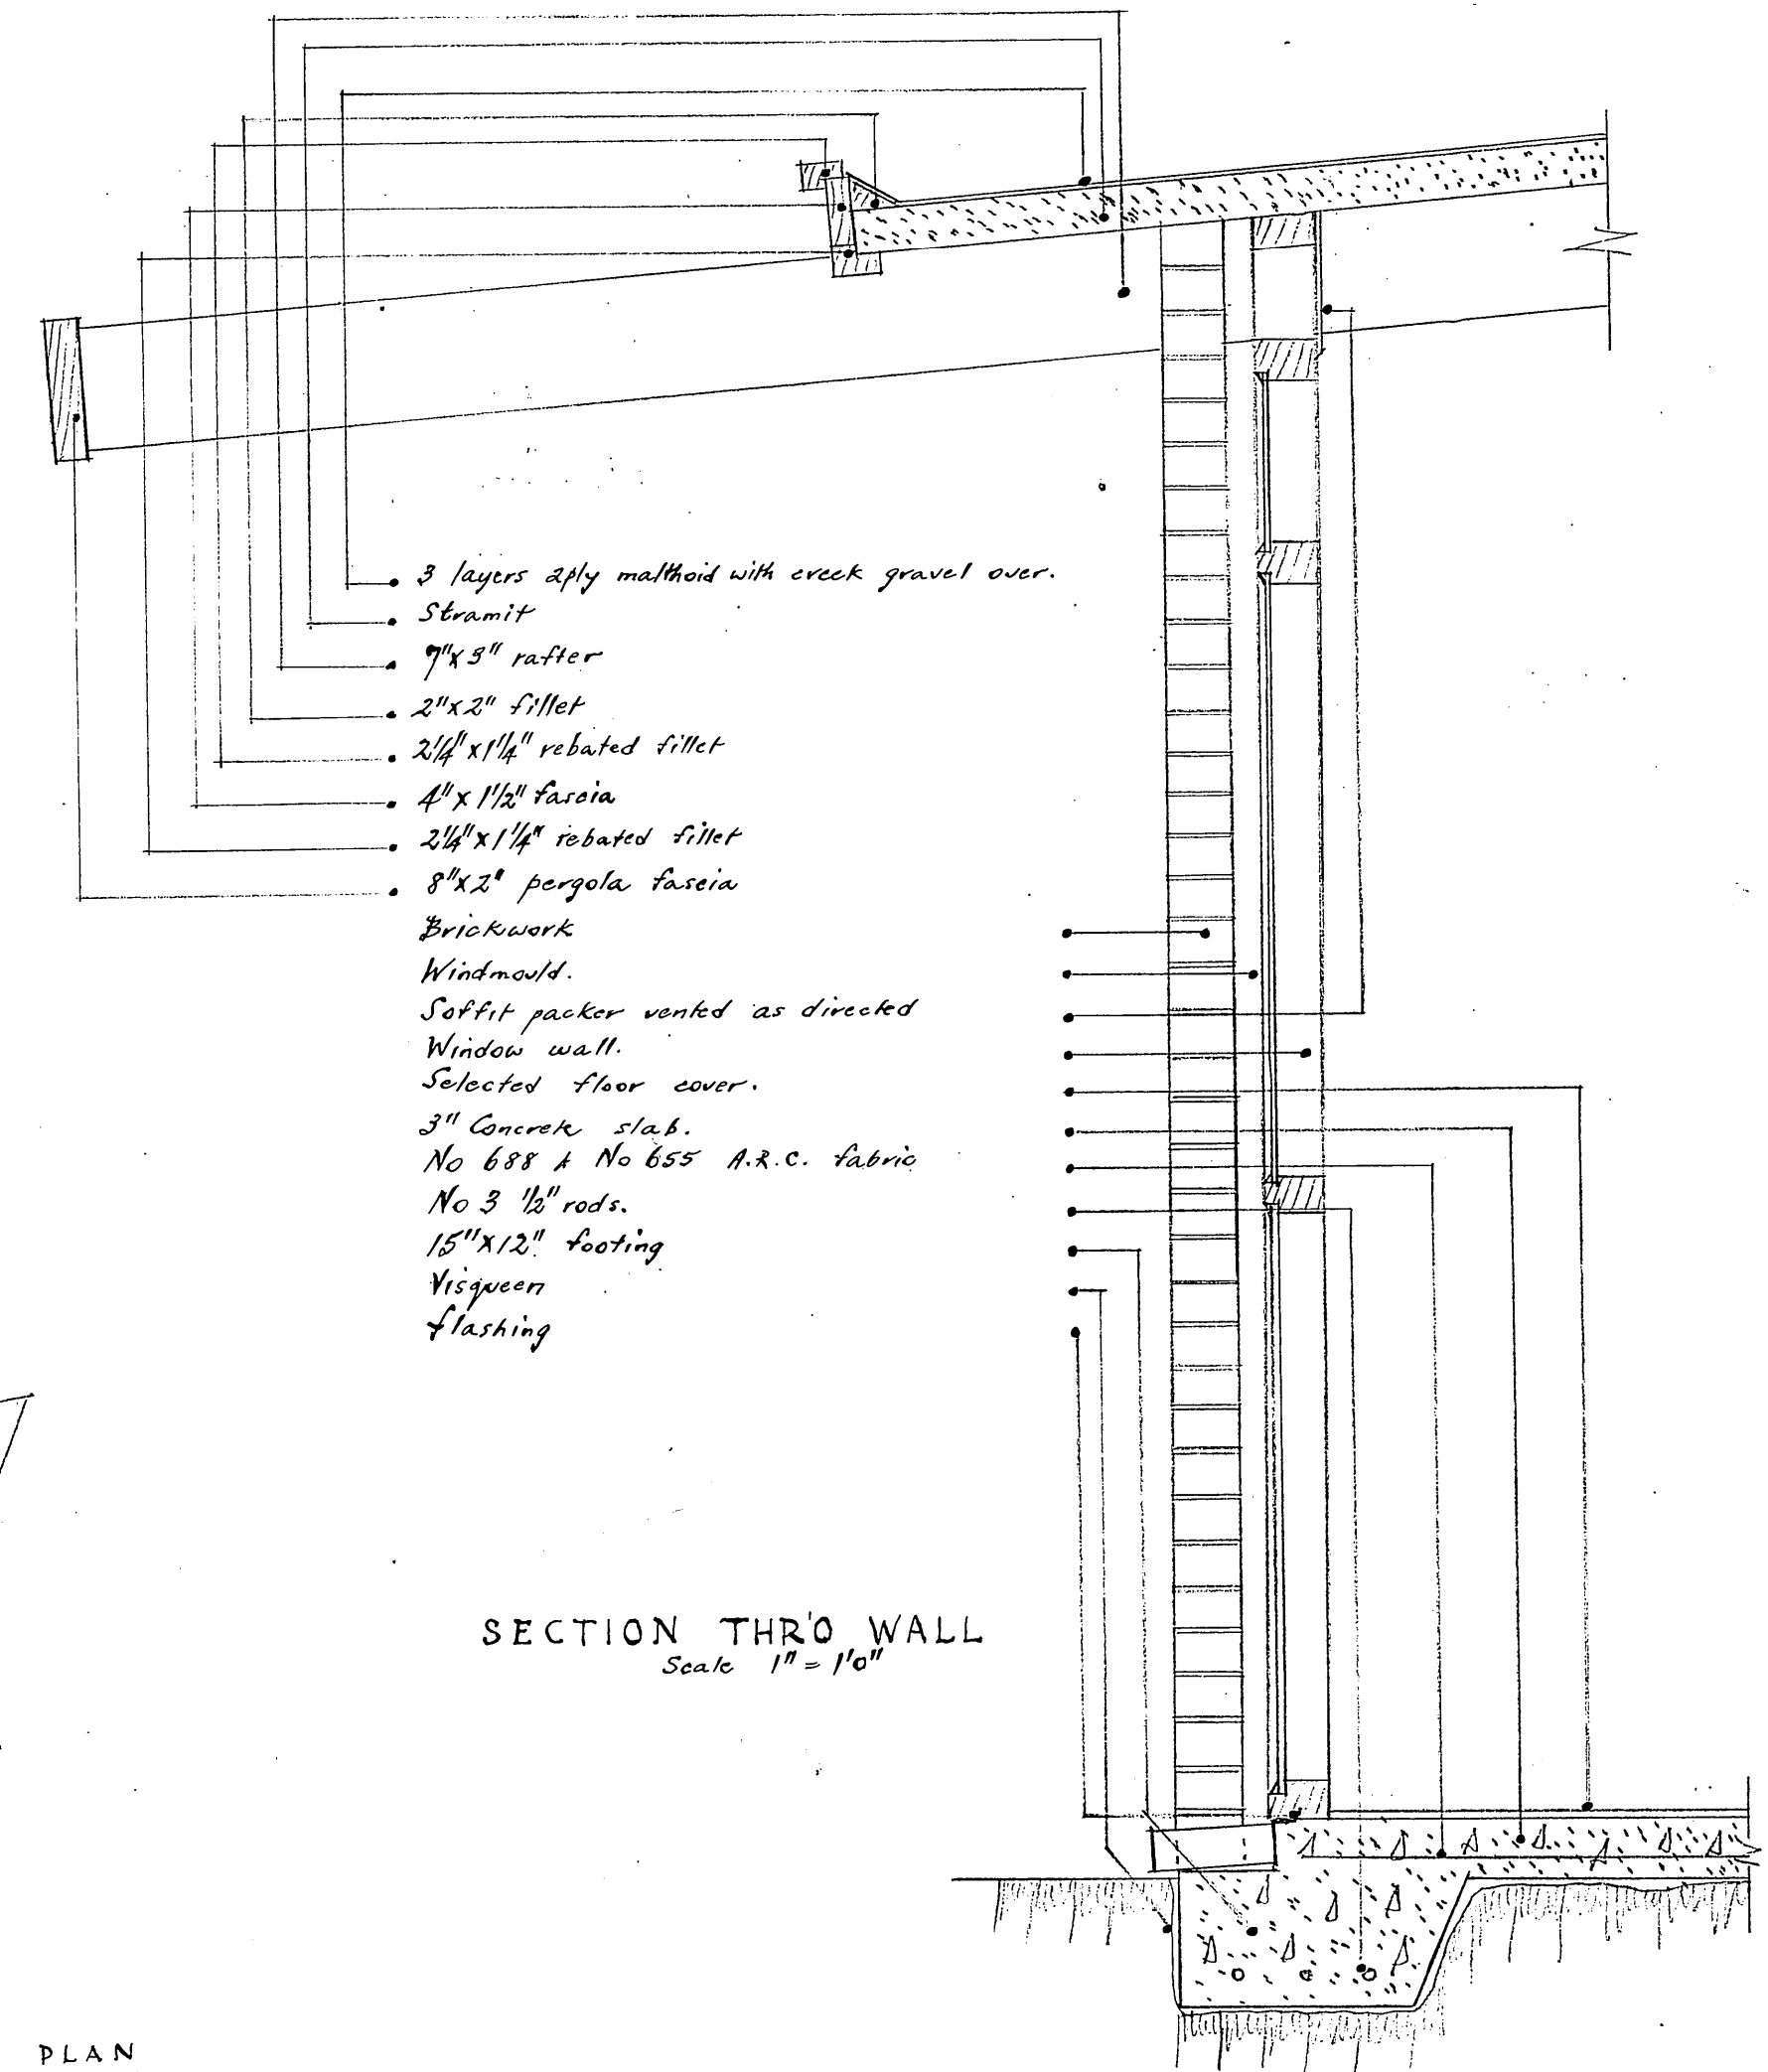 3 layers 2ply malthoid with creek gravel over.
Stramit
7"x3" rafter
2"x2" fillet
2¼"x1¼" rebated fillet
4"x1½" fascia
2¼"x1¼" rebated fillet
8"x2" pergola fascia
Brickwork
Windmould.
Soffit packer vented as directed
Window wall.
Selected floor cover.
3" Concrete slab.
No 688 & No 655 A.R.C. fabric
No 3 ½" rods.
15"x12" footing
Visqueen
flashing
SECTION THR'O WALL
Scale 1" = 1'0"
PLAN